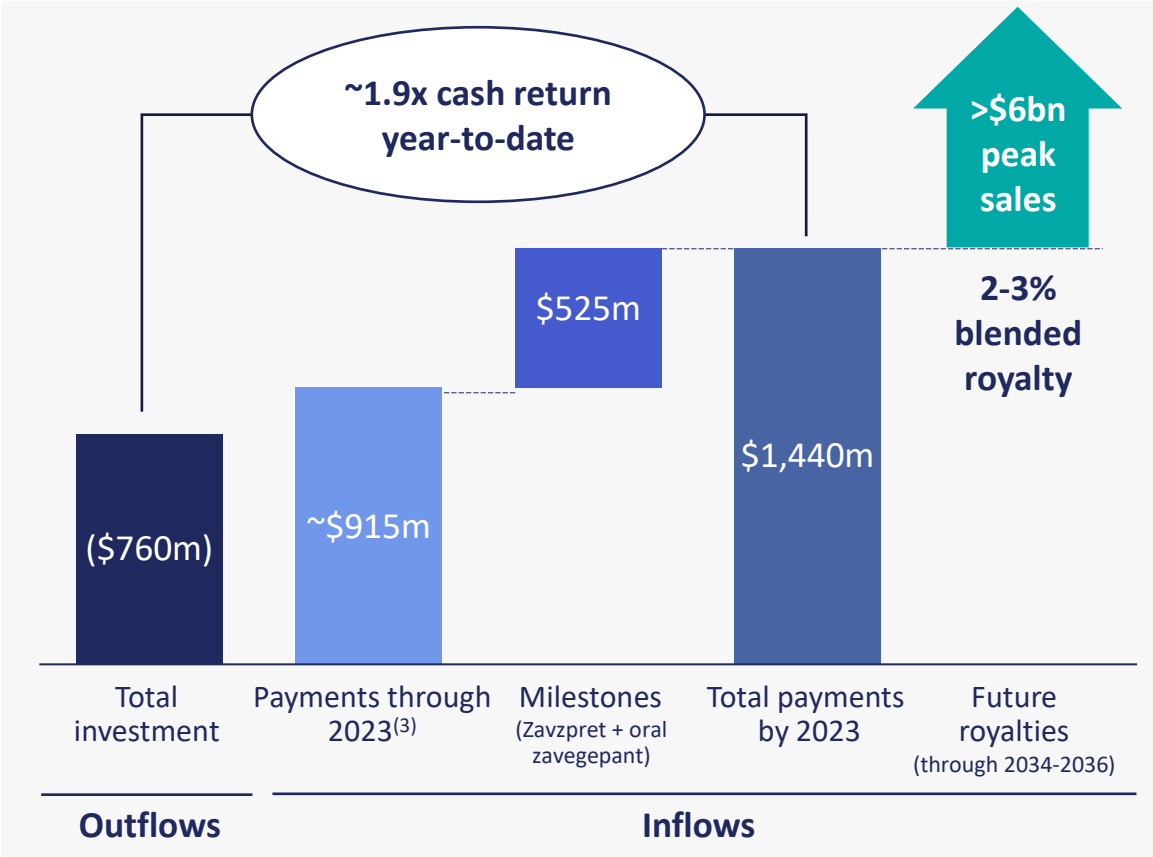 ~1.9x cash return
year-to-date
>$6bn
peak
sales
2-3%
blended
royalty
$525m
$1,440m
~$915m
($760m)
Total
investment
Payments through
2023(3)
Milestones
(Zavzpret + oral
zavegepant)
Total payments
by 2023
Future
royalties
(through 2034-2036)
Outflows
Inflows